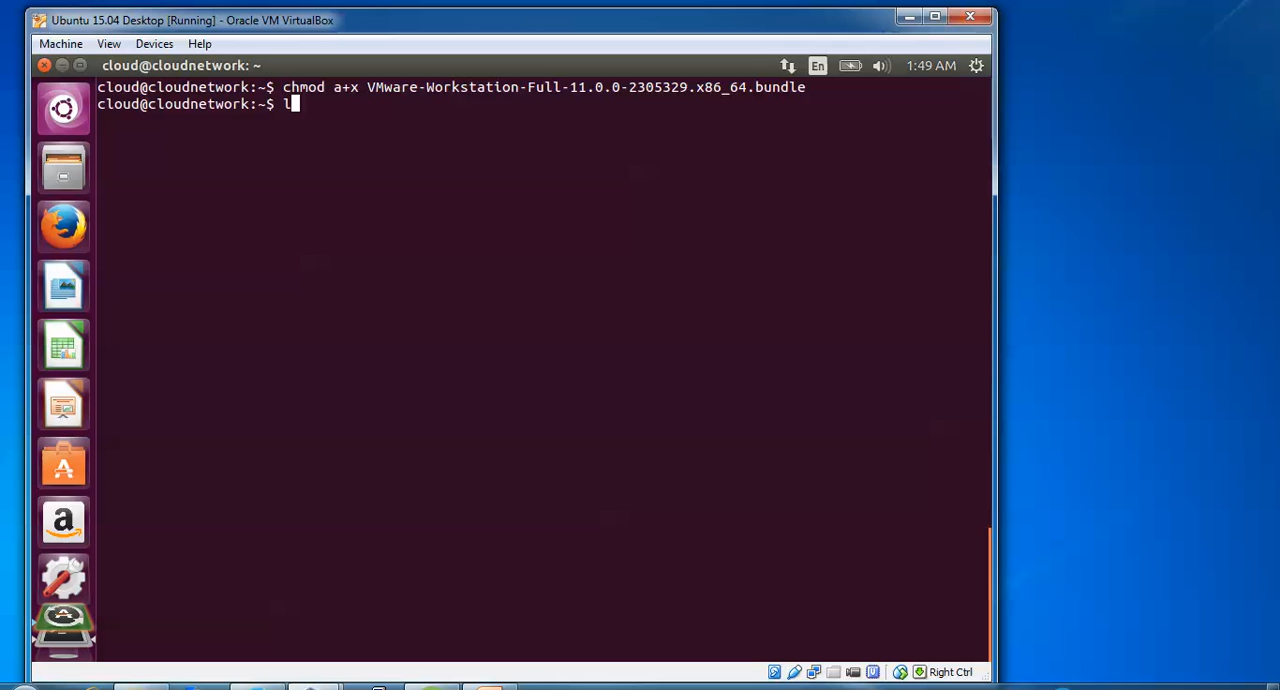 Ubuntu 15.04 Desktop [Running] - Oracle VM VirtualBox
Machine View Devices Help
cloud@cloudnetwork: ~ En 1:49 AM
cloud@cloudnetwork:~$ chmod a+x VMware-Workstation-Full-11.0.0-2305329.x86_64.bundle
cloud@cloudnetwork:~$ l
Right Ctrl